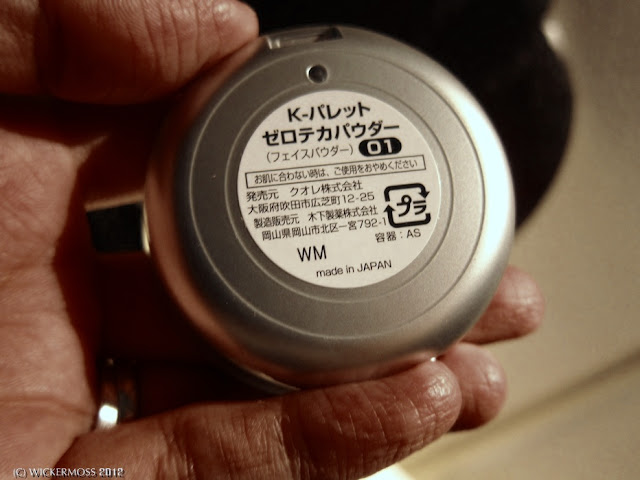 K-パレット
ゼロテカパウダー
(フェイスパウダー) 01
お肌に合わない時は、ご使用をおやめください
発売元 クオレ株式会社
大阪府吹田市広芝町12-25
製造販売元 木下製薬株式会社
岡山県岡山市北区一宮792-1
プラ
容器:AS
WM
made in JAPAN
(C) WICKERMOSS 2012